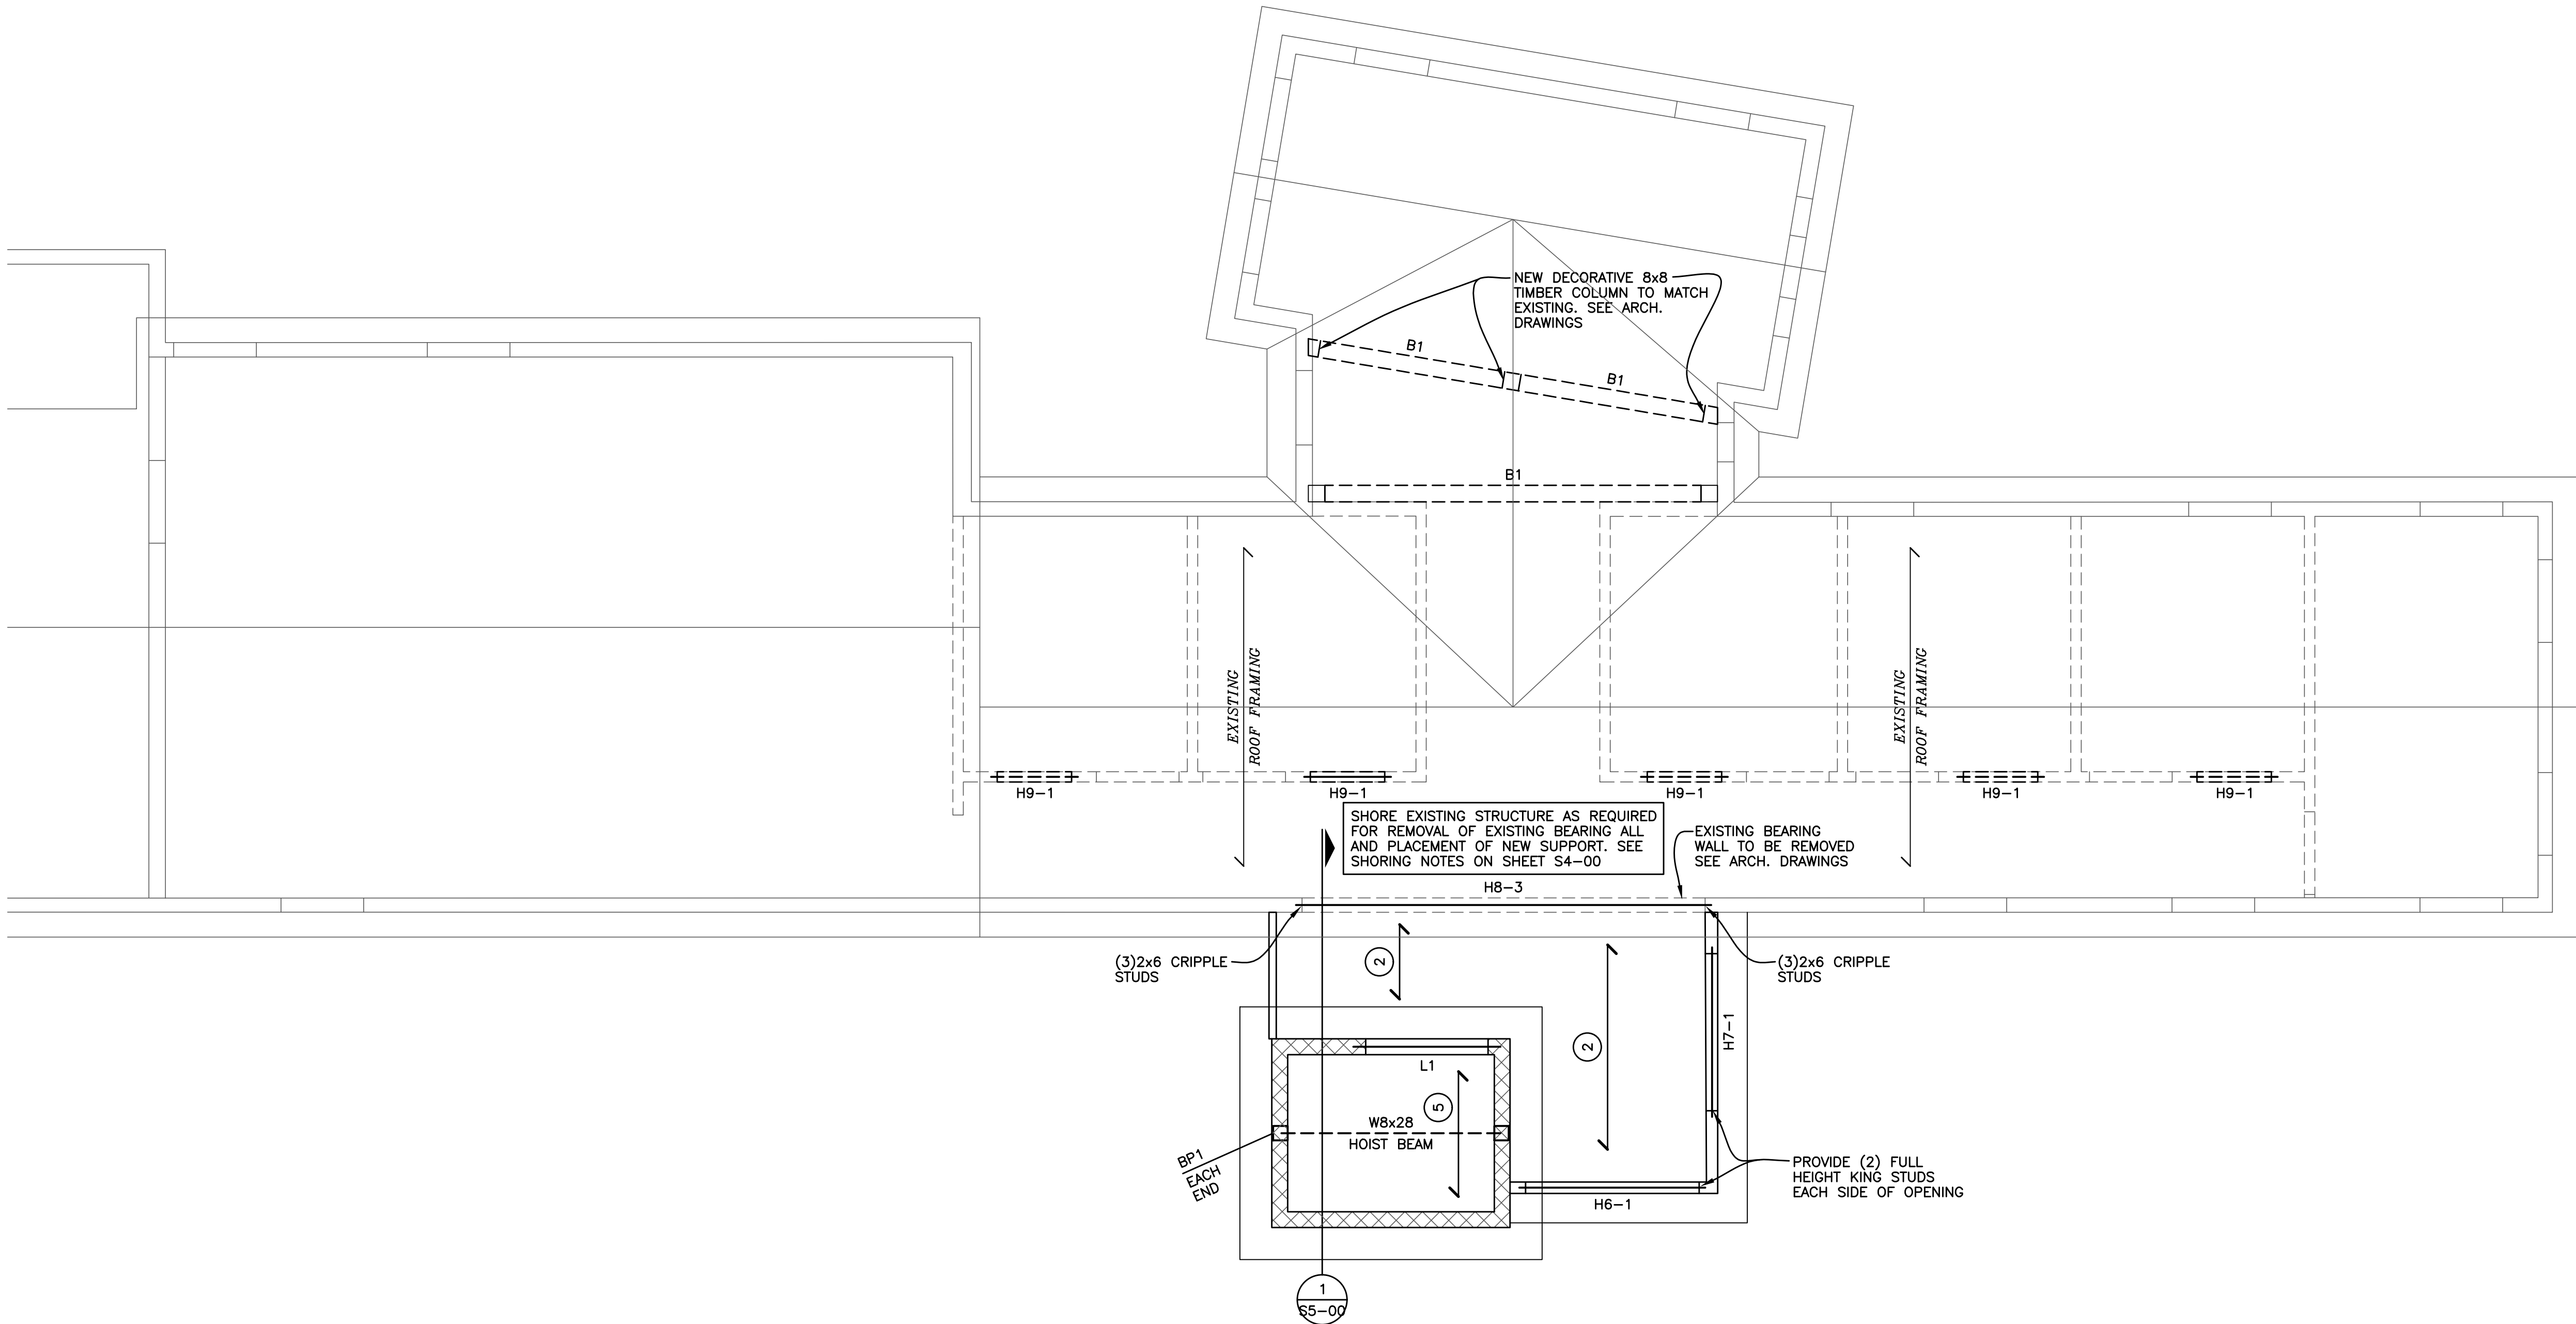 NEW DECORATIVE 8x8
TIMBER COLUMN TO MATCH
EXISTING. SEE ARCH.
DRAWINGS
B1
B1
B1
EXISTING
ROOF FRAMING
EXISTING
ROOF FRAMING
H9-1
H9-1
H9-1
H9-1
H9-1
SHORE EXISTING STRUCTURE AS REQUIRED
FOR REMOVAL OF EXISTING BEARING ALL
AND PLACEMENT OF NEW SUPPORT. SEE
SHORING NOTES ON SHEET S4-00
EXISTING BEARING
WALL TO BE REMOVED
SEE ARCH. DRAWINGS
H8-3
(3)2x6 CRIPPLE
STUDS
2
(3)2x6 CRIPPLE
STUDS
2
H7-1
L1
5
W8x28
HOIST BEAM
BP1
EACH
END
PROVIDE (2) FULL
HEIGHT KING STUDS
EACH SIDE OF OPENING
H6-1
1
S5-00